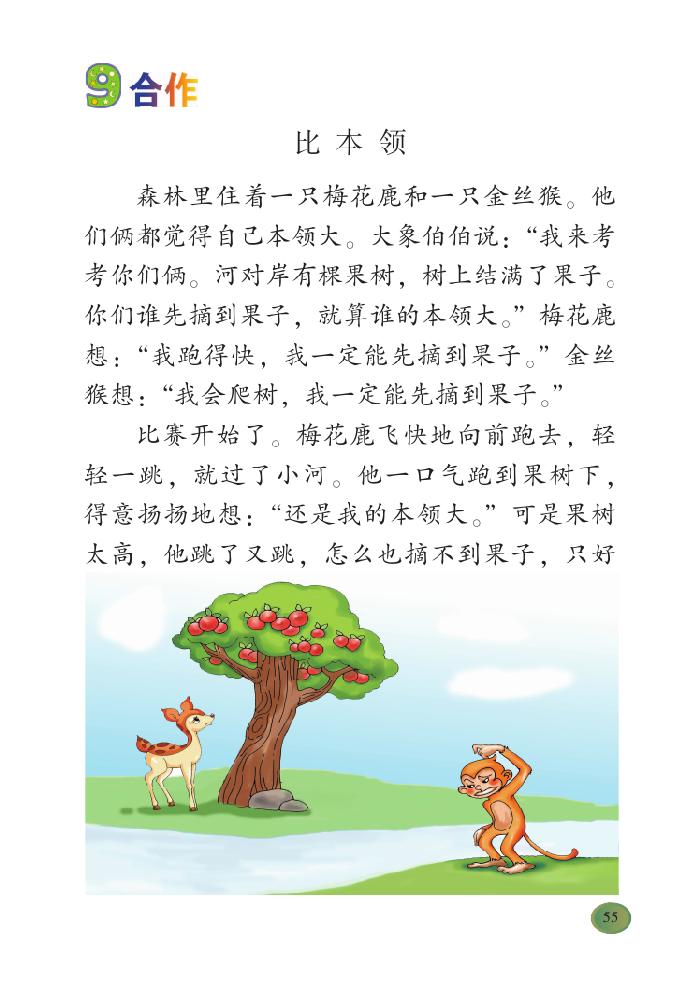 9 合作
比本领
森林里住着一只梅花鹿和一只金丝猴。他
们俩都觉得自己本领大。大象伯伯说：“我来考
考你们俩。河对岸有棵果树，树上结满了果子。
你们谁先摘到果子，就算谁的本领大。”梅花鹿
想：“我跑得快，我一定能先摘到果子。”金丝
猴想：“我会爬树，我一定能先摘到果子。”
比赛开始了。梅花鹿飞快地向前跑去，轻
轻一跳，就过了小河。他一口气跑到果树下，
得意扬扬地想：“还是我的本领大。”可是果树
太高，他跳了又跳，怎么也摘不到果子，只好
55